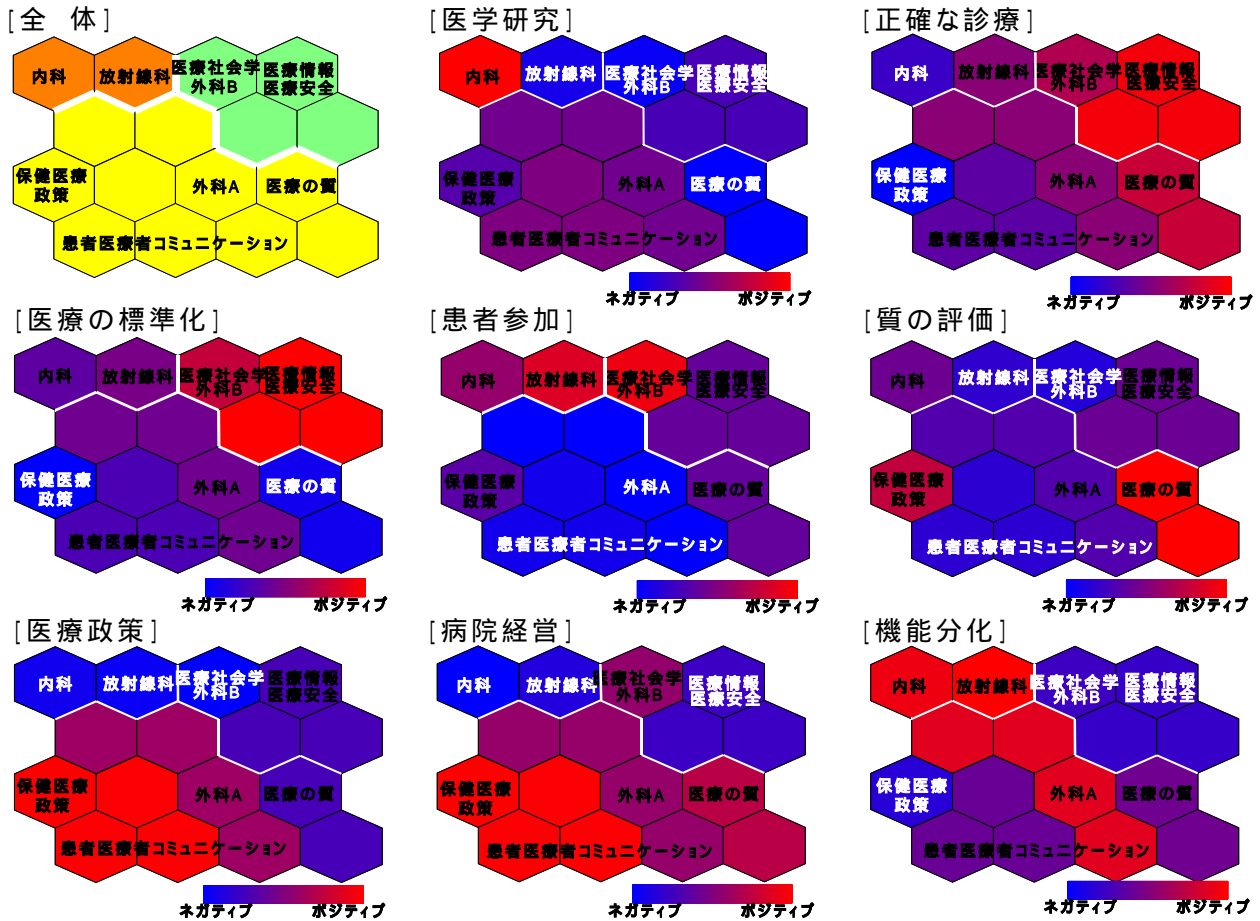 [全 体]
内科
放射線科
医療社会学
外科B
医療情報
医療安全
保健医療
政策
外科A
医療の質
患者医療者コミュニケーション
[医学研究]
内科
放射線科
医療社会学
外科B
医療情報
医療安全
保健医療
政策
外科A
医療の質
患者医療者コミュニケーション
ネガティブ
ポジティブ
[正確な診療]
内科
放射線科
医療社会学
外科B
医療情報
医療安全
保健医療
政策
外科A
医療の質
患者医療者コミュニケーション
ネガティブ
ポジティブ
[医療の標準化]
内科
放射線科
医療社会学
外科B
医療情報
医療安全
保健医療
政策
外科A
医療の質
患者医療者コミュニケーション
ネガティブ
ポジティブ
[患者参加]
内科
放射線科
医療社会学
外科B
医療情報
医療安全
保健医療
政策
外科A
医療の質
患者医療者コミュニケーション
ネガティブ
ポジティブ
[質の評価]
内科
放射線科
医療社会学
外科B
医療情報
医療安全
保健医療
政策
外科A
医療の質
患者医療者コミュニケーション
ネガティブ
ポジティブ
[医療政策]
内科
放射線科
医療社会学
外科B
医療情報
医療安全
保健医療
政策
外科A
医療の質
患者医療者コミュニケーション
ネガティブ
ポジティブ
[病院経営]
内科
放射線科
医療社会学
外科B
医療情報
医療安全
保健医療
政策
外科A
医療の質
患者医療者コミュニケーション
ネガティブ
ポジティブ
[機能分化]
内科
放射線科
医療社会学
外科B
医療情報
医療安全
保健医療
政策
外科A
医療の質
患者医療者コミュニケーション
ネガティブ
ポジティブ